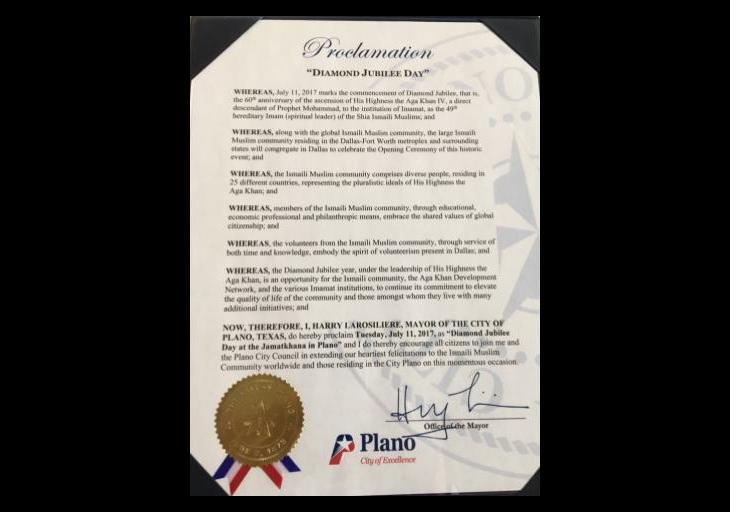 Proclamation
"DIAMOND JUBILEE DAY"
WHEREAS, July 11, 2017 marks the commencement of Diamond Jubilee, that is,
the 60th anniversary of the ascension of His Highness the Aga Khan IV, a direct
descendant of Prophet Mohammad, to the institution of Imamat, as the 49th
hereditary Imam (spiritual leader) of the Shia Ismaili Muslims; and
WHEREAS, along with the global Ismaili Muslim community, the large Ismaili
Muslim community residing in the Dallas-Fort Worth metroplex and surrounding
states will congregate in Dallas to celebrate the Opening Ceremony of this historic
event; and
WHEREAS, the Ismaili Muslim community comprises diverse people, residing in
25 different countries, representing the pluralistic ideals of His Highness the
Aga Khan; and
WHEREAS, members of the Ismaili Muslim community, through educational,
economic professional and philanthropic means, embrace the shared values of global
citizenship; and
WHEREAS, the volunteers from the Ismaili Muslim community, through service of
both time and knowledge, embody the spirit of volunteerism present in Dallas; and
WHEREAS, the Diamond Jubilee year, under the leadership of His Highness the
Aga Khan, is an opportunity for the Ismaili community, the Aga Khan Development
Network, and the various Imamat institutions, to continue its commitment to elevate
the quality of life of the community and those amongst whom they live with many
additional initiatives; and
NOW, THEREFORE, I, HARRY LAROSILIERE, MAYOR OF THE CITY OF
PLANO, TEXAS, do hereby proclaim Tuesday, July 11, 2017, as "Diamond Jubilee
Day at the Jamatkhana in Plano" and I do thereby encourage all citizens to join me and
the Plano City Council in extending our heartiest felicitations to the Ismaili Muslim
Community worldwide and those residing in the City Plano on this momentous occasion.
Office of the Mayor
Plano
City of Excellence